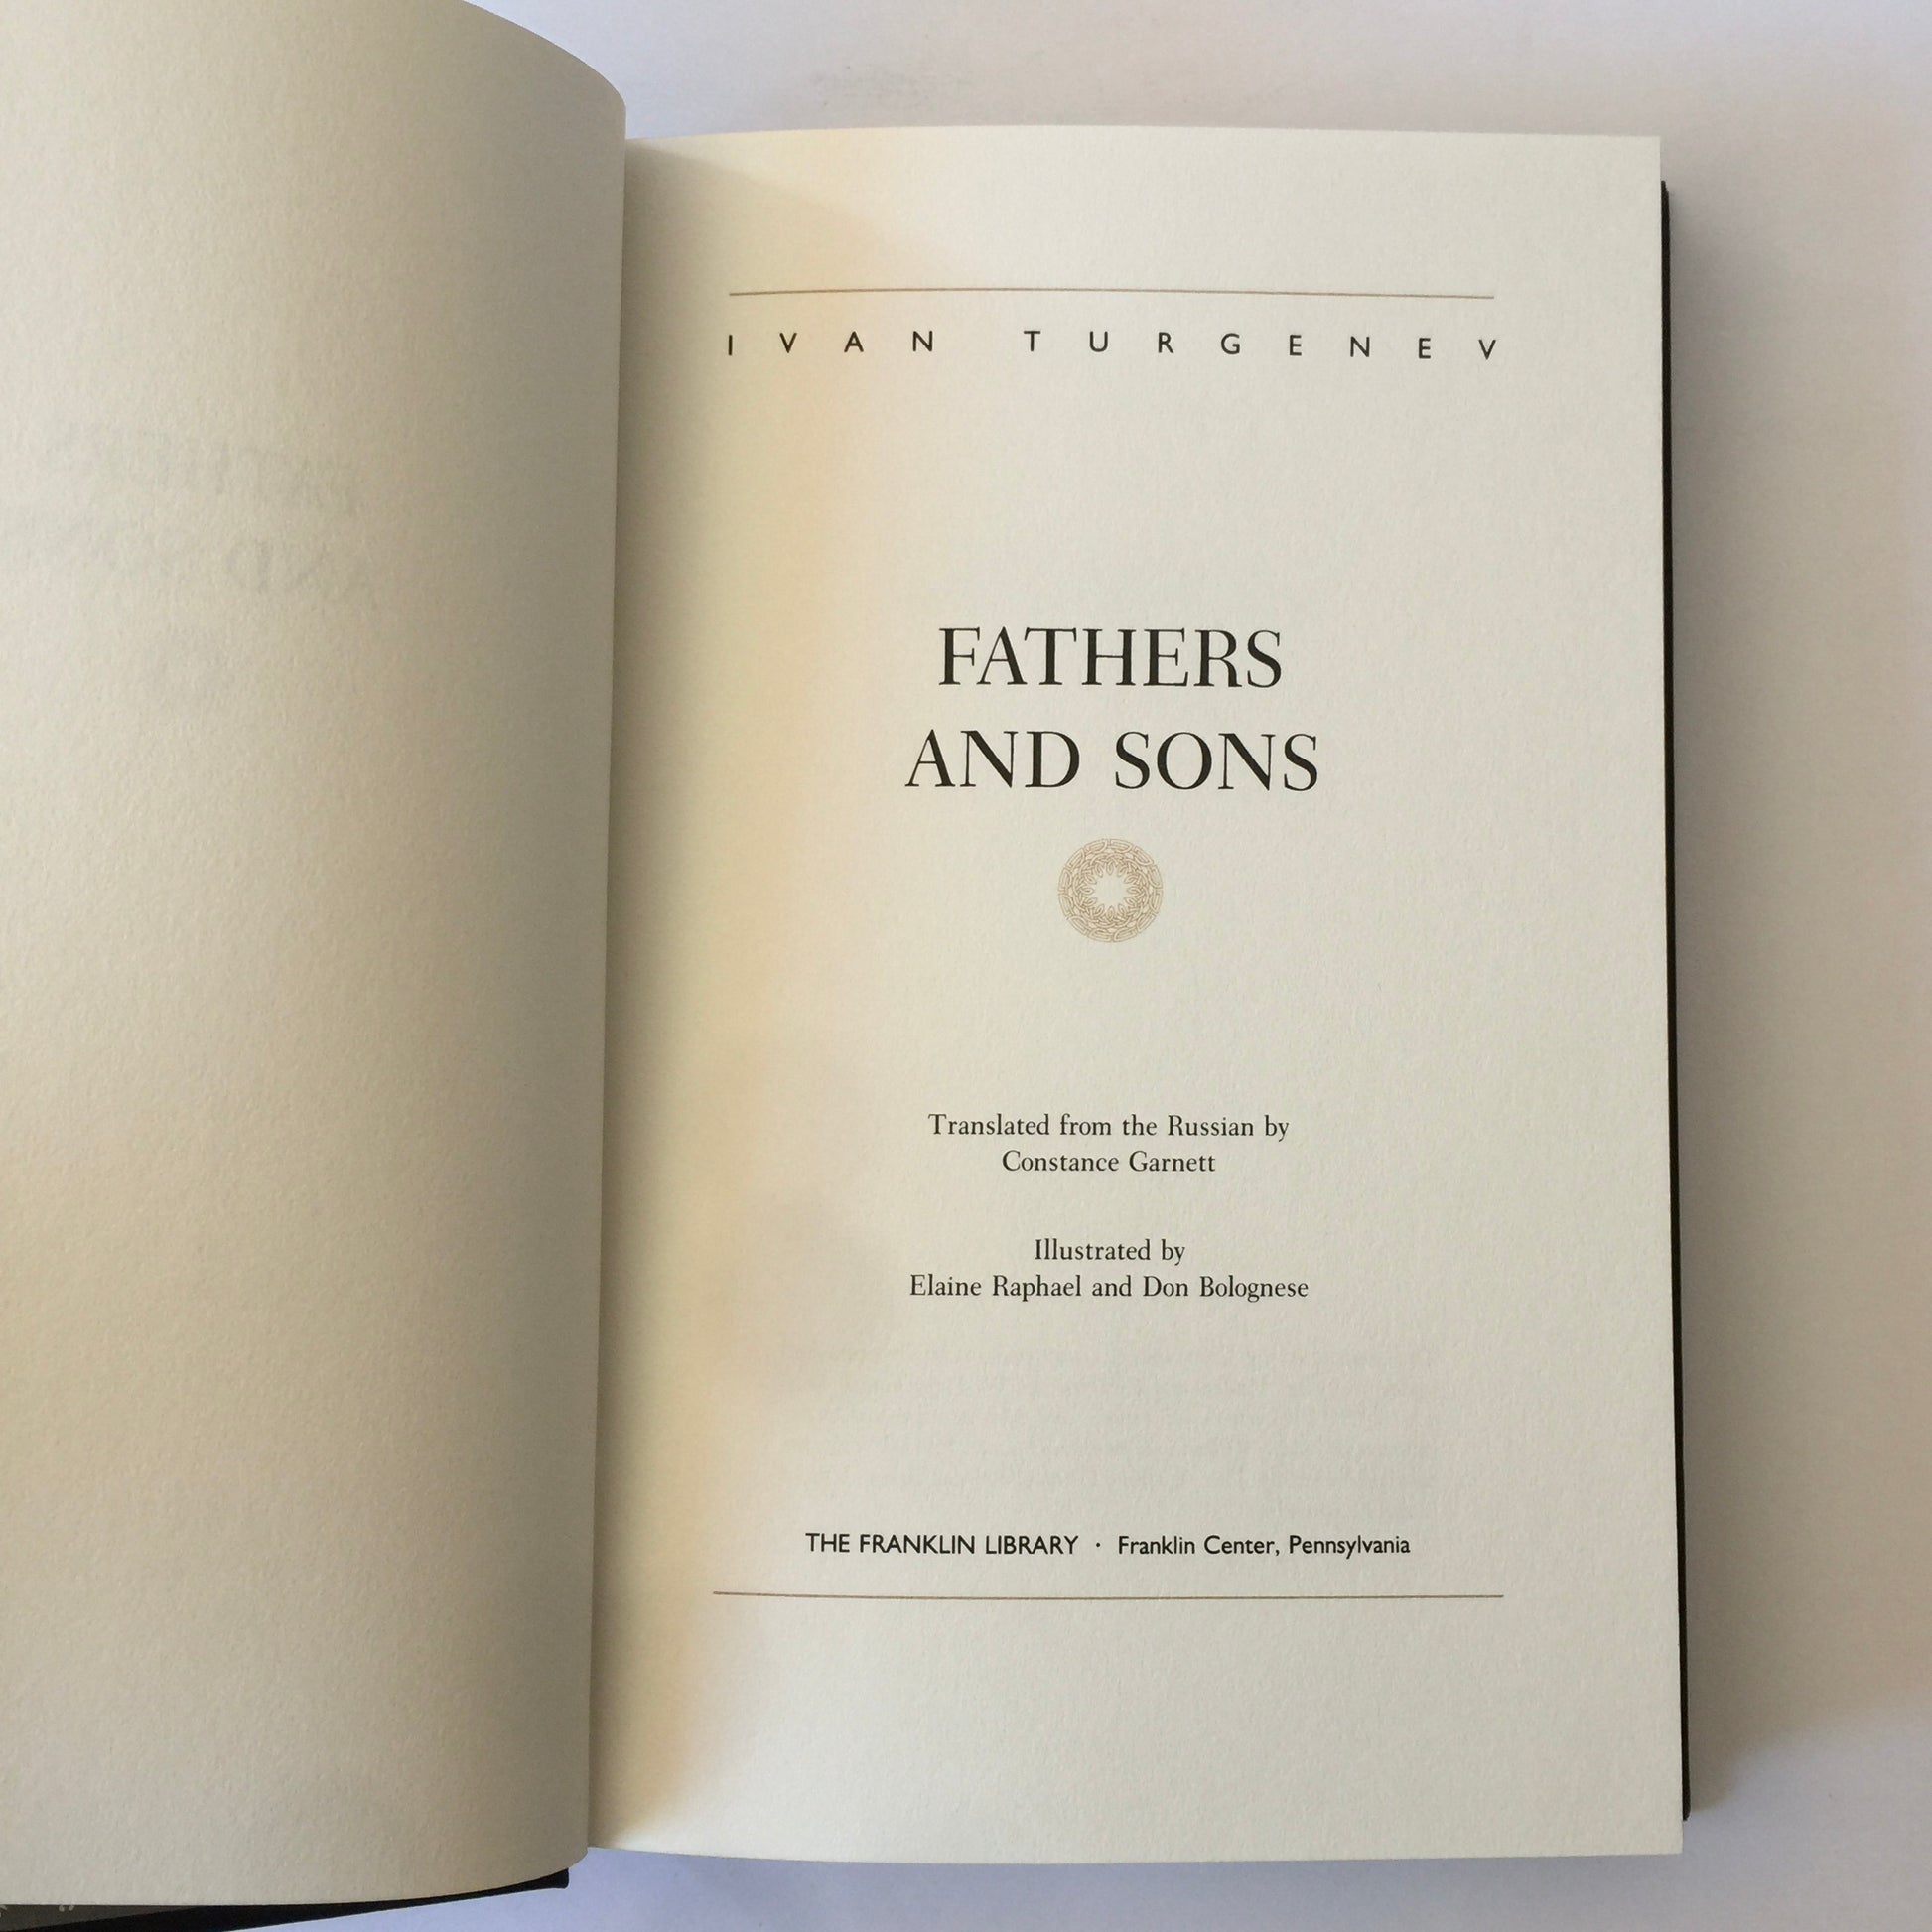 IVAN TURGENEV
FATHERS
AND SONS
Translated from the Russian by
Constance Garnett
Illustrated by
Elaine Raphael and Don Bolognese
THE FRANKLIN LIBRARY · Franklin Center, Pennsylvania